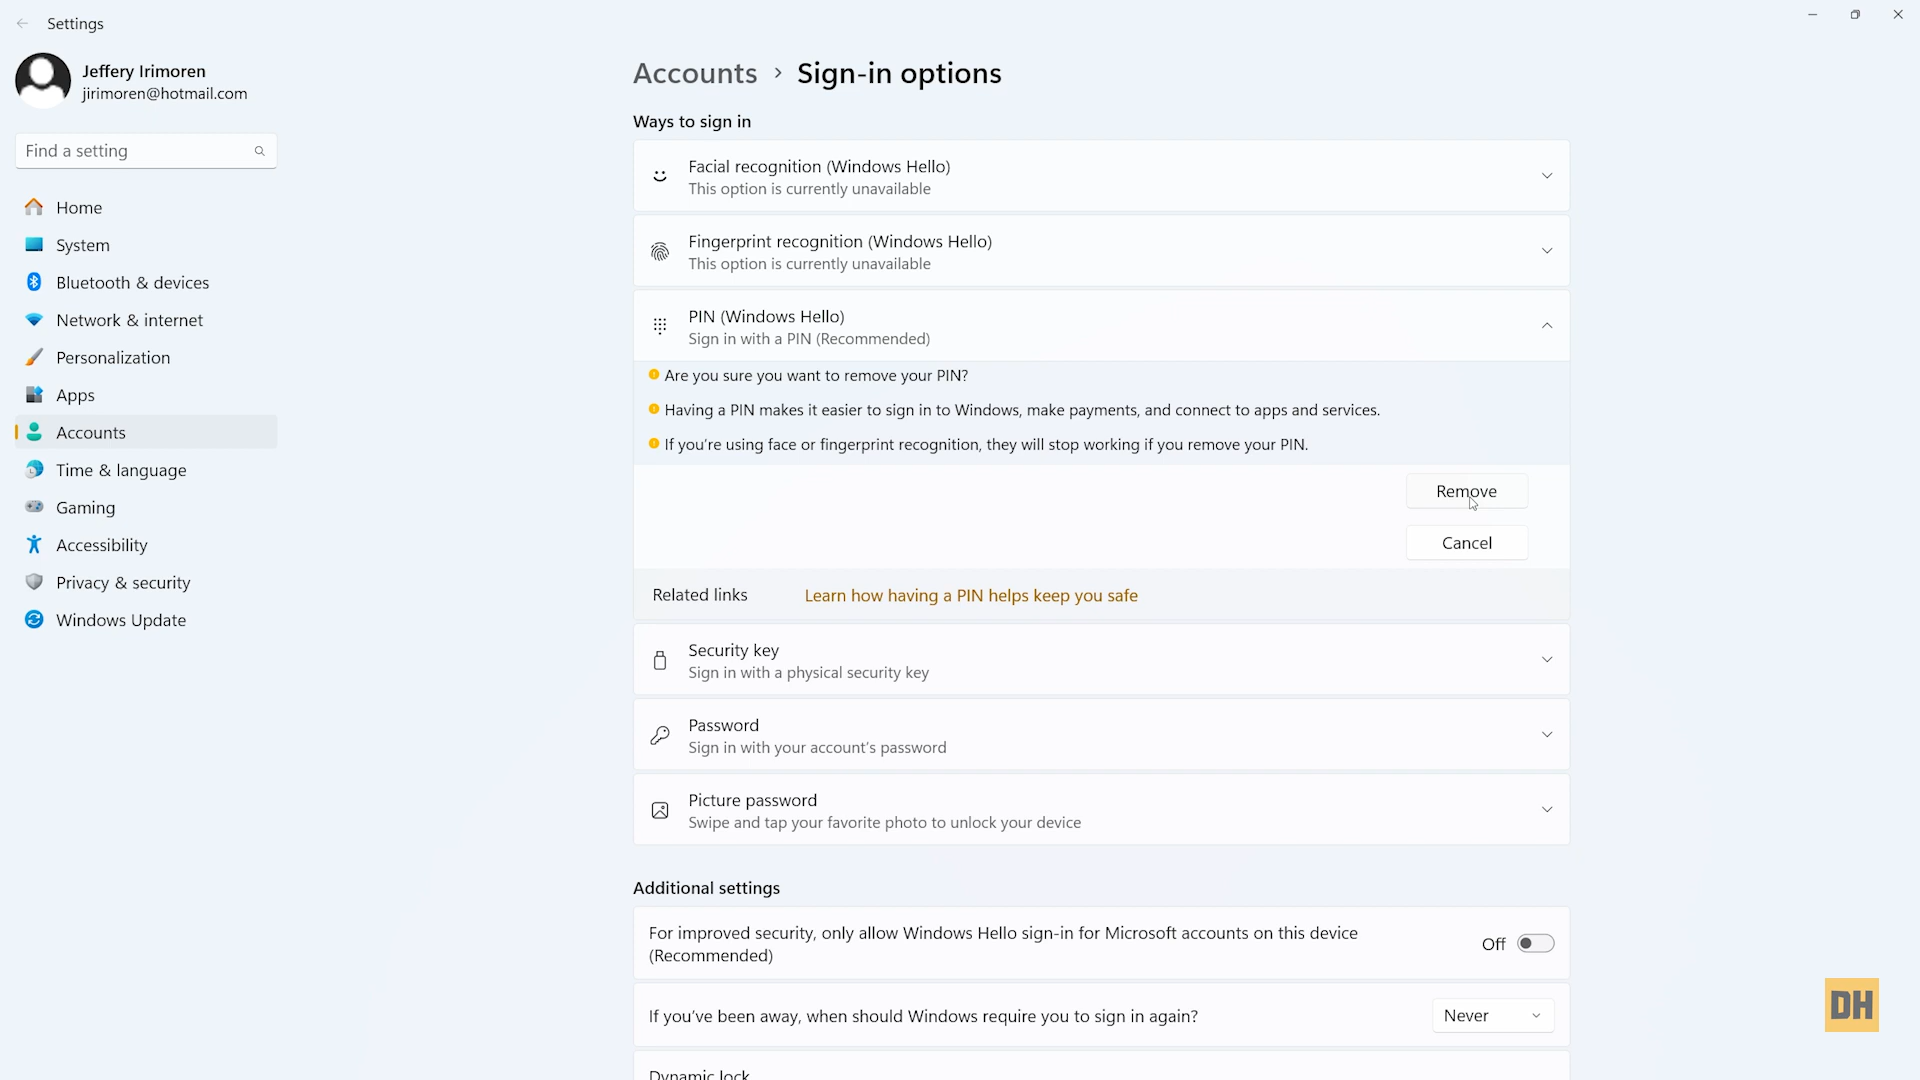 Settings
Jeffery Irimoren
jirimoren@hotmail.com
Find a setting
Home
System
Bluetooth & devices
Network & internet
Personalization
Apps
Accounts
Time & language
Gaming
Accessibility
Privacy & security
Windows Update
Accounts > Sign-in options
Ways to sign in
Facial recognition (Windows Hello)
This option is currently unavailable
Fingerprint recognition (Windows Hello)
This option is currently unavailable
PIN (Windows Hello)
Sign in with a PIN (Recommended)
Are you sure you want to remove your PIN?
Having a PIN makes it easier to sign in to Windows, make payments, and connect to apps and services.
If you're using face or fingerprint recognition, they will stop working if you remove your PIN.
Remove
Cancel
Related links Learn how having a PIN helps keep you safe
Security key
Sign in with a physical security key
Password
Sign in with your account's password
Picture password
Swipe and tap your favorite photo to unlock your device
Additional settings
For improved security, only allow Windows Hello sign-in for Microsoft accounts on this device
(Recommended)
Off
If you've been away, when should Windows require you to sign in again?
Never
Dynamic lock
DH